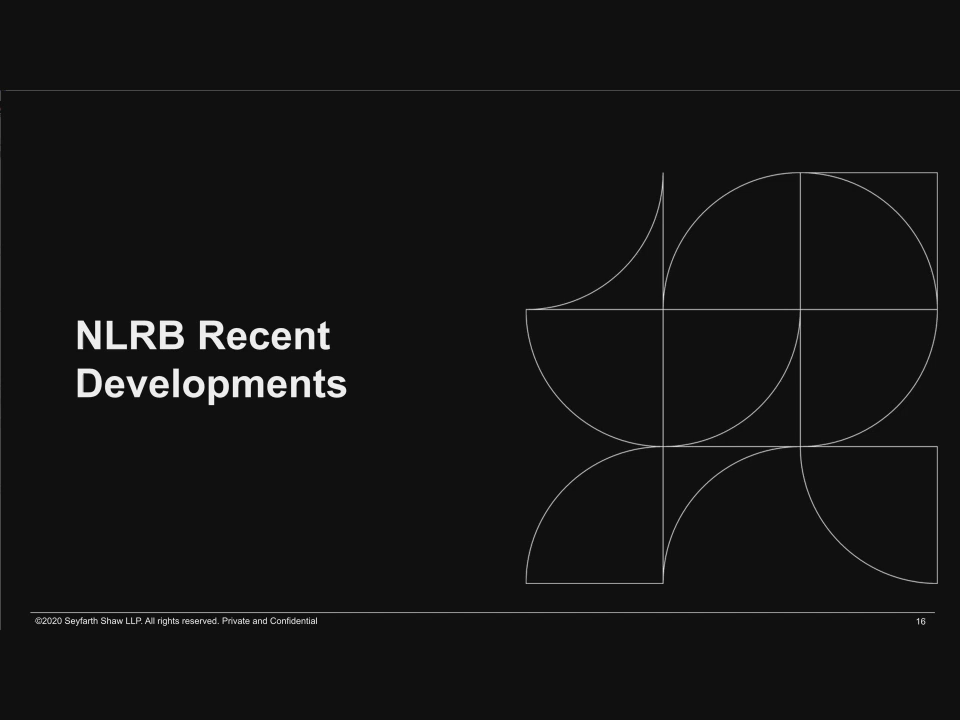 NLRB Recent
Developments
©2020 Seyfarth Shaw LLP. All rights reserved. Private and Confidential
16